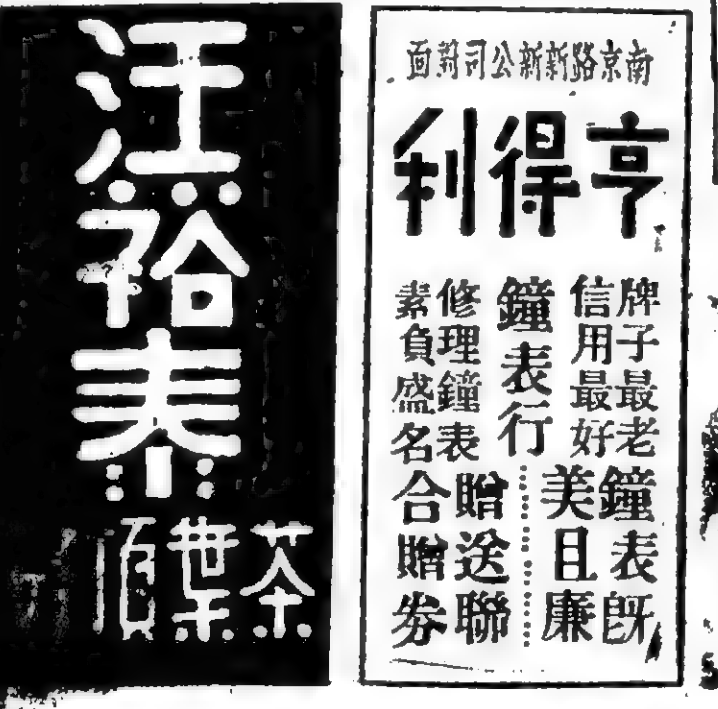 南京路新新公司對面
亨得利
牌子最老
信用最好
鐘表行
修理鐘表
素負盛名
鐘表既
美且廉
贈送聯
合贈券
汪裕泰
茶葉